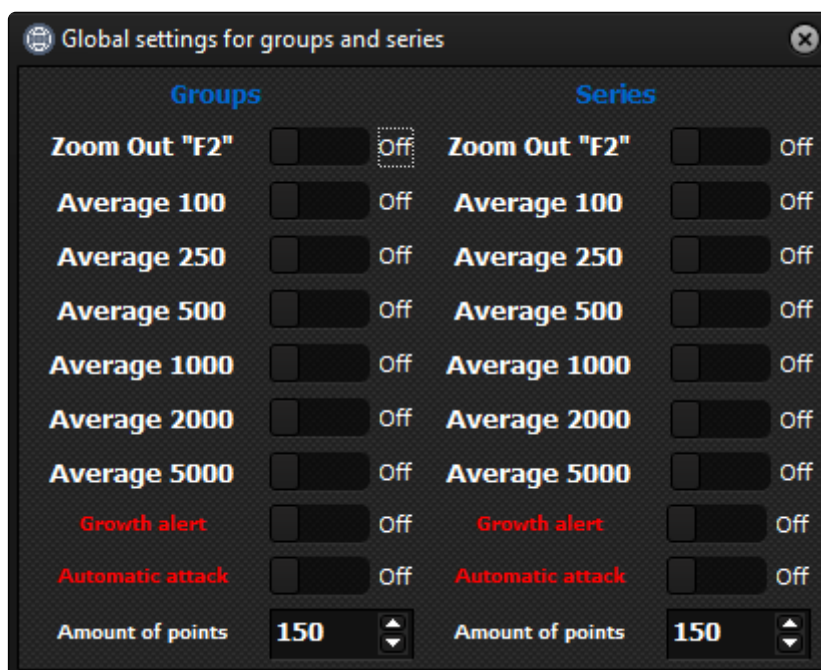 Global settings for groups and series
Groups Series
Zoom Out "F2" Off Zoom Out "F2" Off
Average 100 Off Average 100 Off
Average 250 Off Average 250 Off
Average 500 Off Average 500 Off
Average 1000 Off Average 1000 Off
Average 2000 Off Average 2000 Off
Average 5000 Off Average 5000 Off
Growth alert Off Growth alert Off
Automatic attack Off Automatic attack Off
Amount of points 150 Amount of points 150